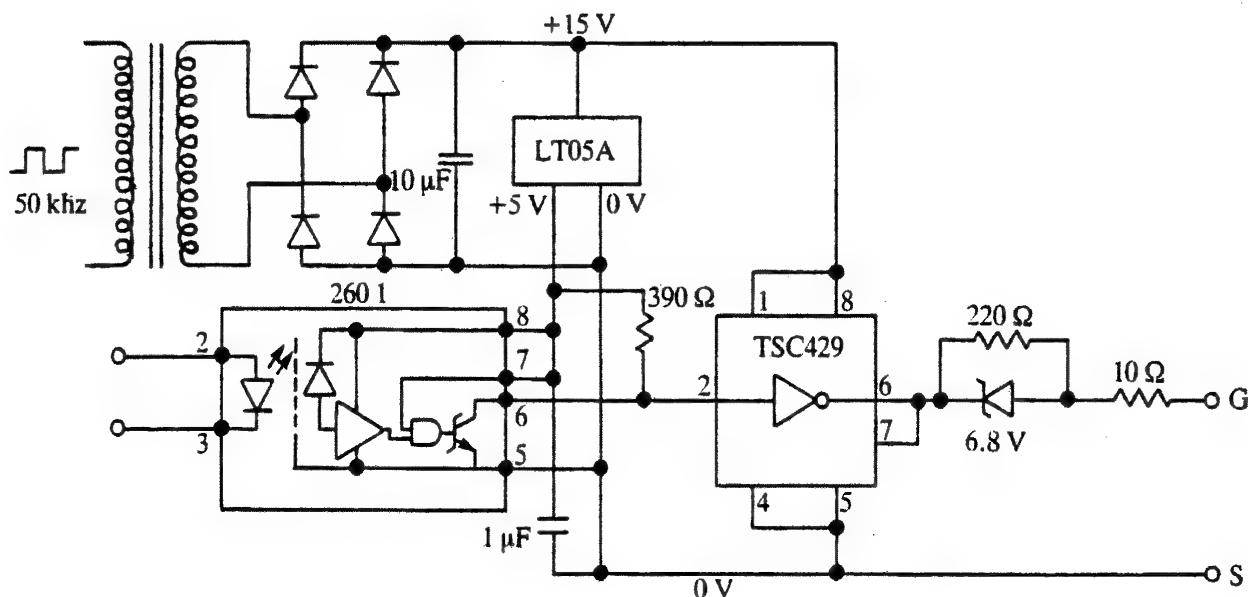 +15 V
LT05A
10 µF
50 khz
+5 V
0 V
260 1
390 Ω
1
8
8
TSC429
220 Ω
2
7
10 Ω
2
6
G
6
3
7
6.8 V
5
4
5
1 µF
0 V
S